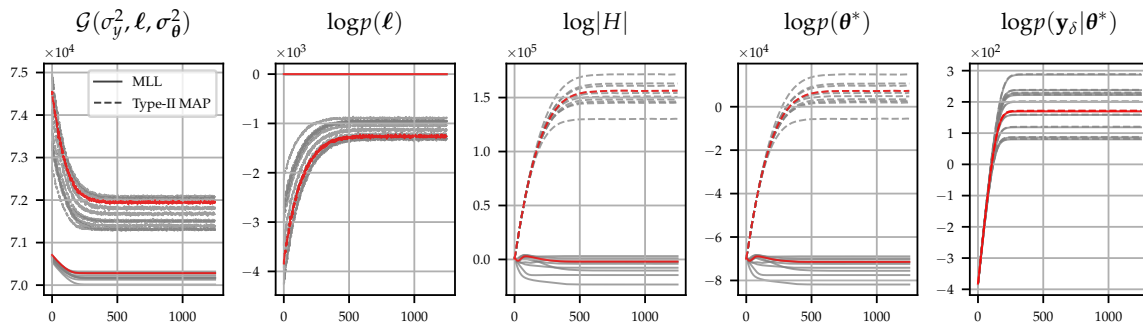 𝒢(σ²_y, ℓ, σ²_θ)
×10⁴
7.5
7.4
7.3
7.2
7.1
7.0
0 500 1000
MLL
Type-II MAP
log p(ℓ)
×10³
0
−1
−2
−3
−4
0 500 1000
log|H|
×10⁵
1.5
1.0
0.5
0.0
0 500 1000
log p(θ*)
×10⁴
0
−2
−4
−6
−8
0 500 1000
log p(y_δ|θ*)
×10²
3
2
1
0
−1
−2
−3
−4
0 500 1000